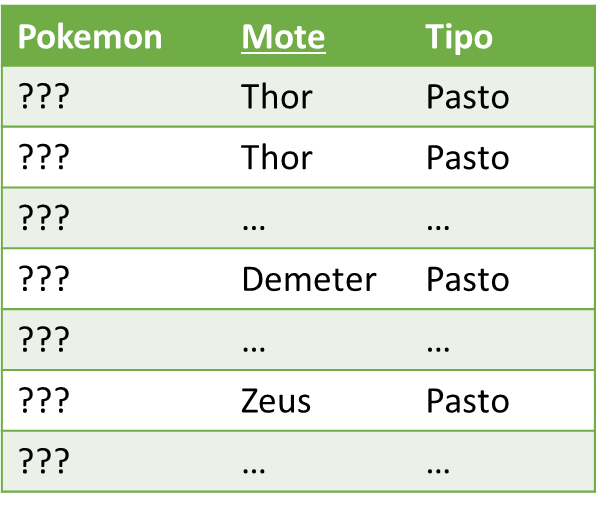 Pokemon Mote Tipo
??? Thor Pasto
??? Thor Pasto
??? ... ...
??? Demeter Pasto
??? ... ...
??? Zeus Pasto
??? ... ...